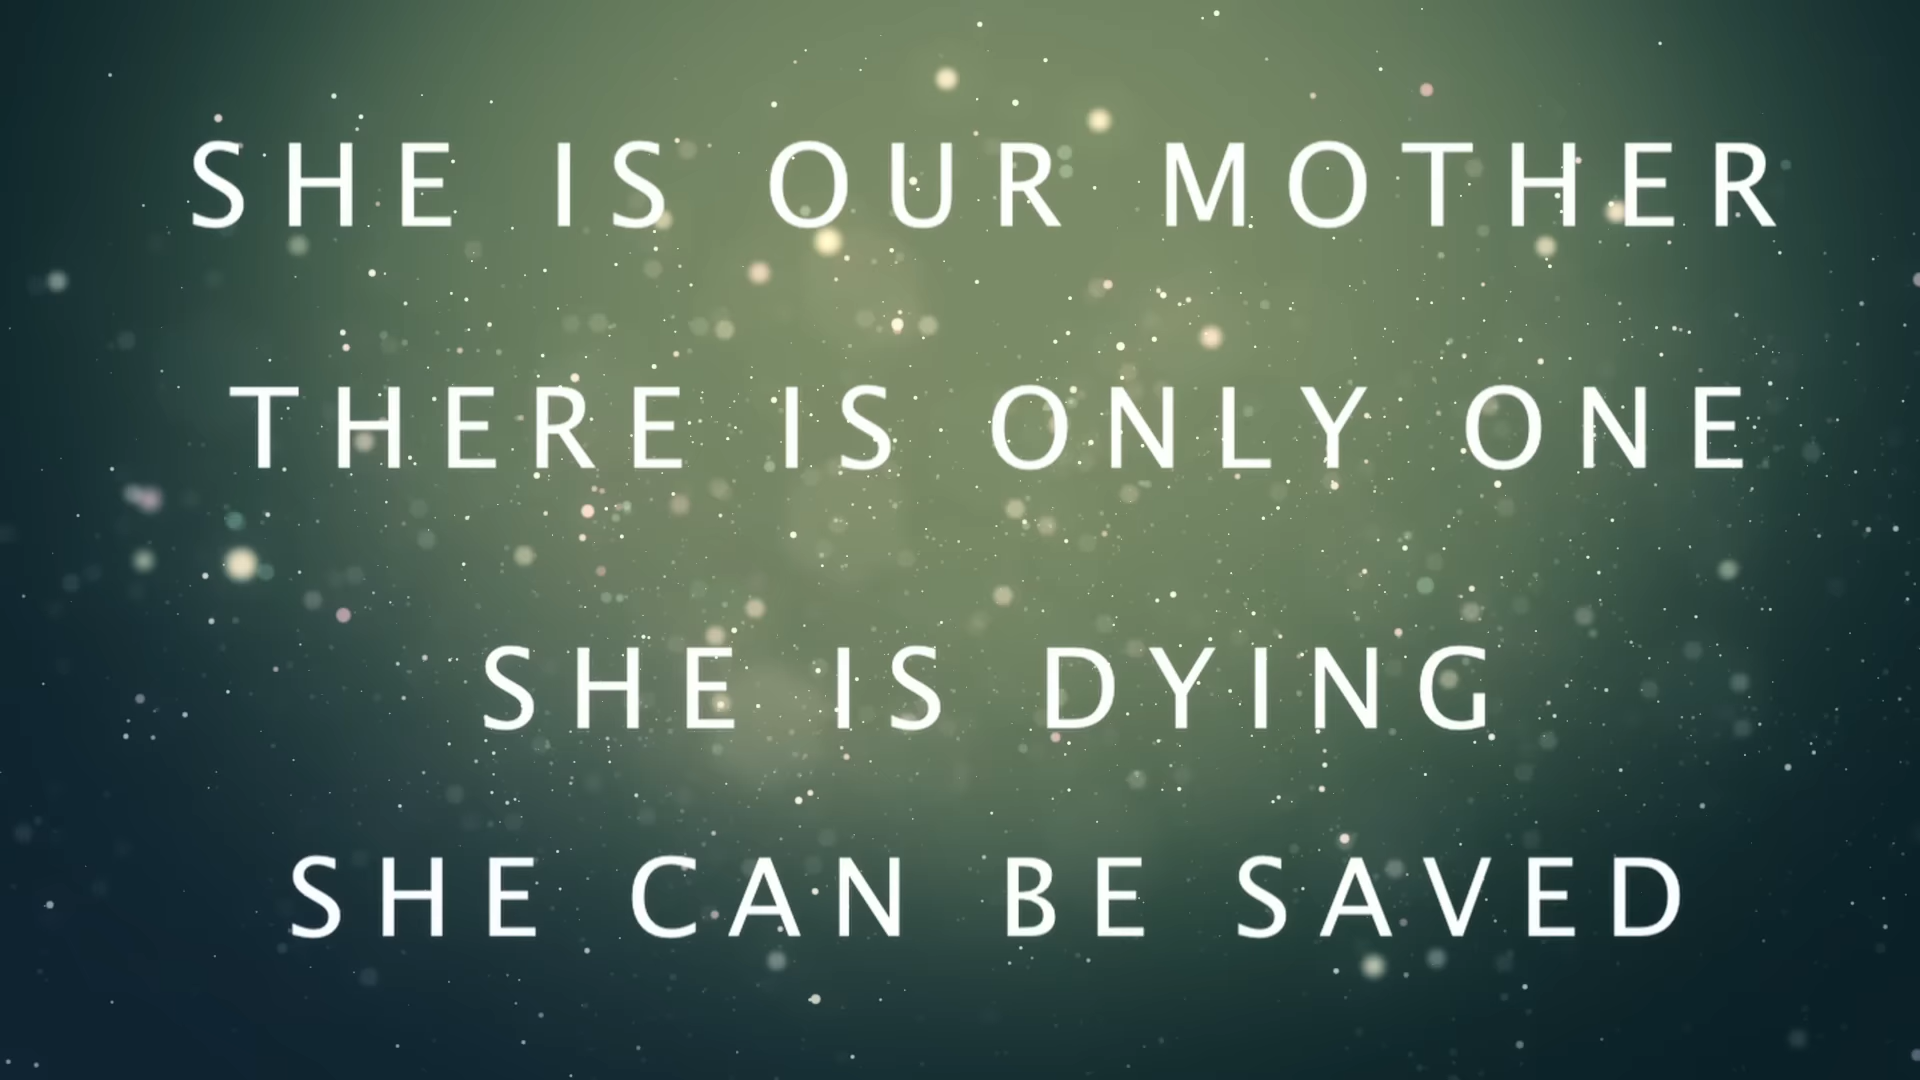 SHE IS OUR MOTHER
THERE IS ONLY ONE
SHE IS DYING
SHE CAN BE SAVED